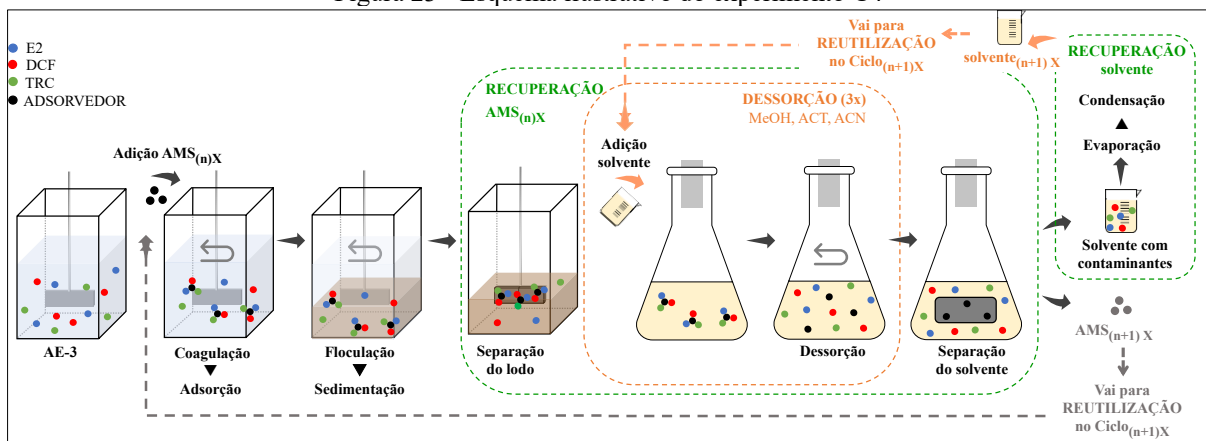 Figura 23 - Esquema ilustrativo do experimento C4.
E2
DCF
TRC
ADSORVEDOR
Adição AMS(n)X
AE-3
Coagulação
Adsorção
Floculação
Sedimentação
RECUPERAÇÃO
AMS(n)X
Separação
do lodo
DESSORÇÃO (3x)
MeOH, ACT, ACN
Adição
solvente
Dessorção
Separação
do solvente
Vai para
REUTILIZAÇÃO
no Ciclo(n+1)X
solvente(n+1) X
RECUPERAÇÃO
solvente
Condensação
Evaporação
Solvente com
contaminantes
AMS(n+1) X
Vai para
REUTILIZAÇÃO
no Ciclo(n+1)X